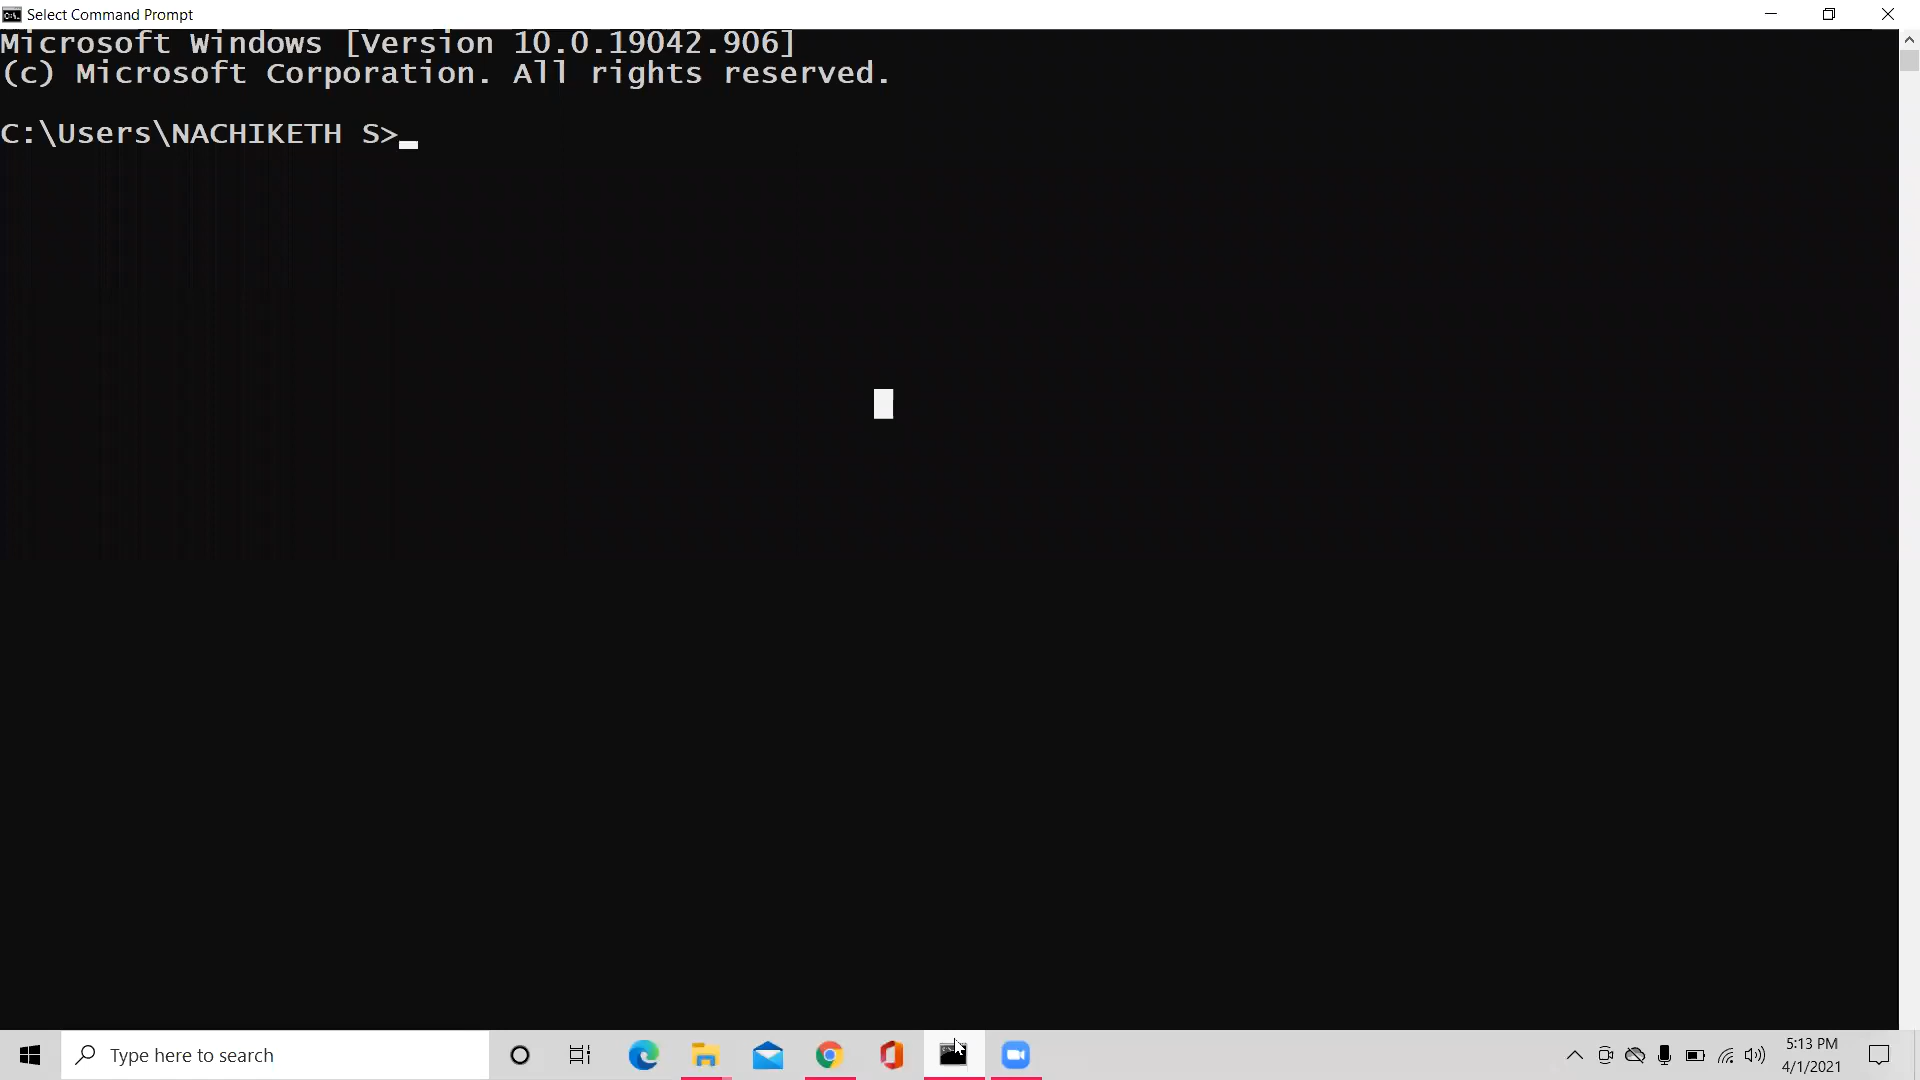 Select Command Prompt
Microsoft Windows [Version 10.0.19042.906]
(c) Microsoft Corporation. All rights reserved.
C:\Users\NACHIKETH S>
Type here to search
5:13 PM
4/1/2021